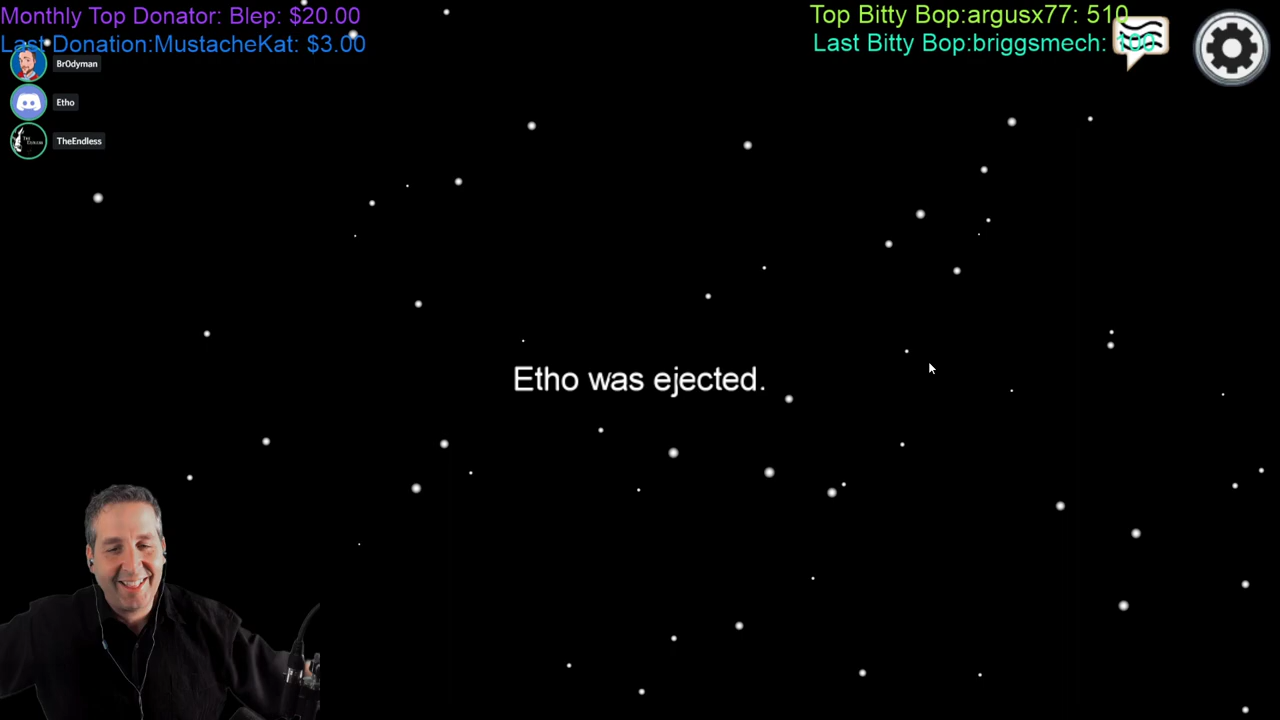 Monthly Top Donator: Blep: $20.00
Last Donation:MustacheKat: $3.00
Top Bitty Bop:argusx77: 510
Last Bitty Bop:briggsmech: 100
Br0dyman
Etho
TheEndless
Etho was ejected.